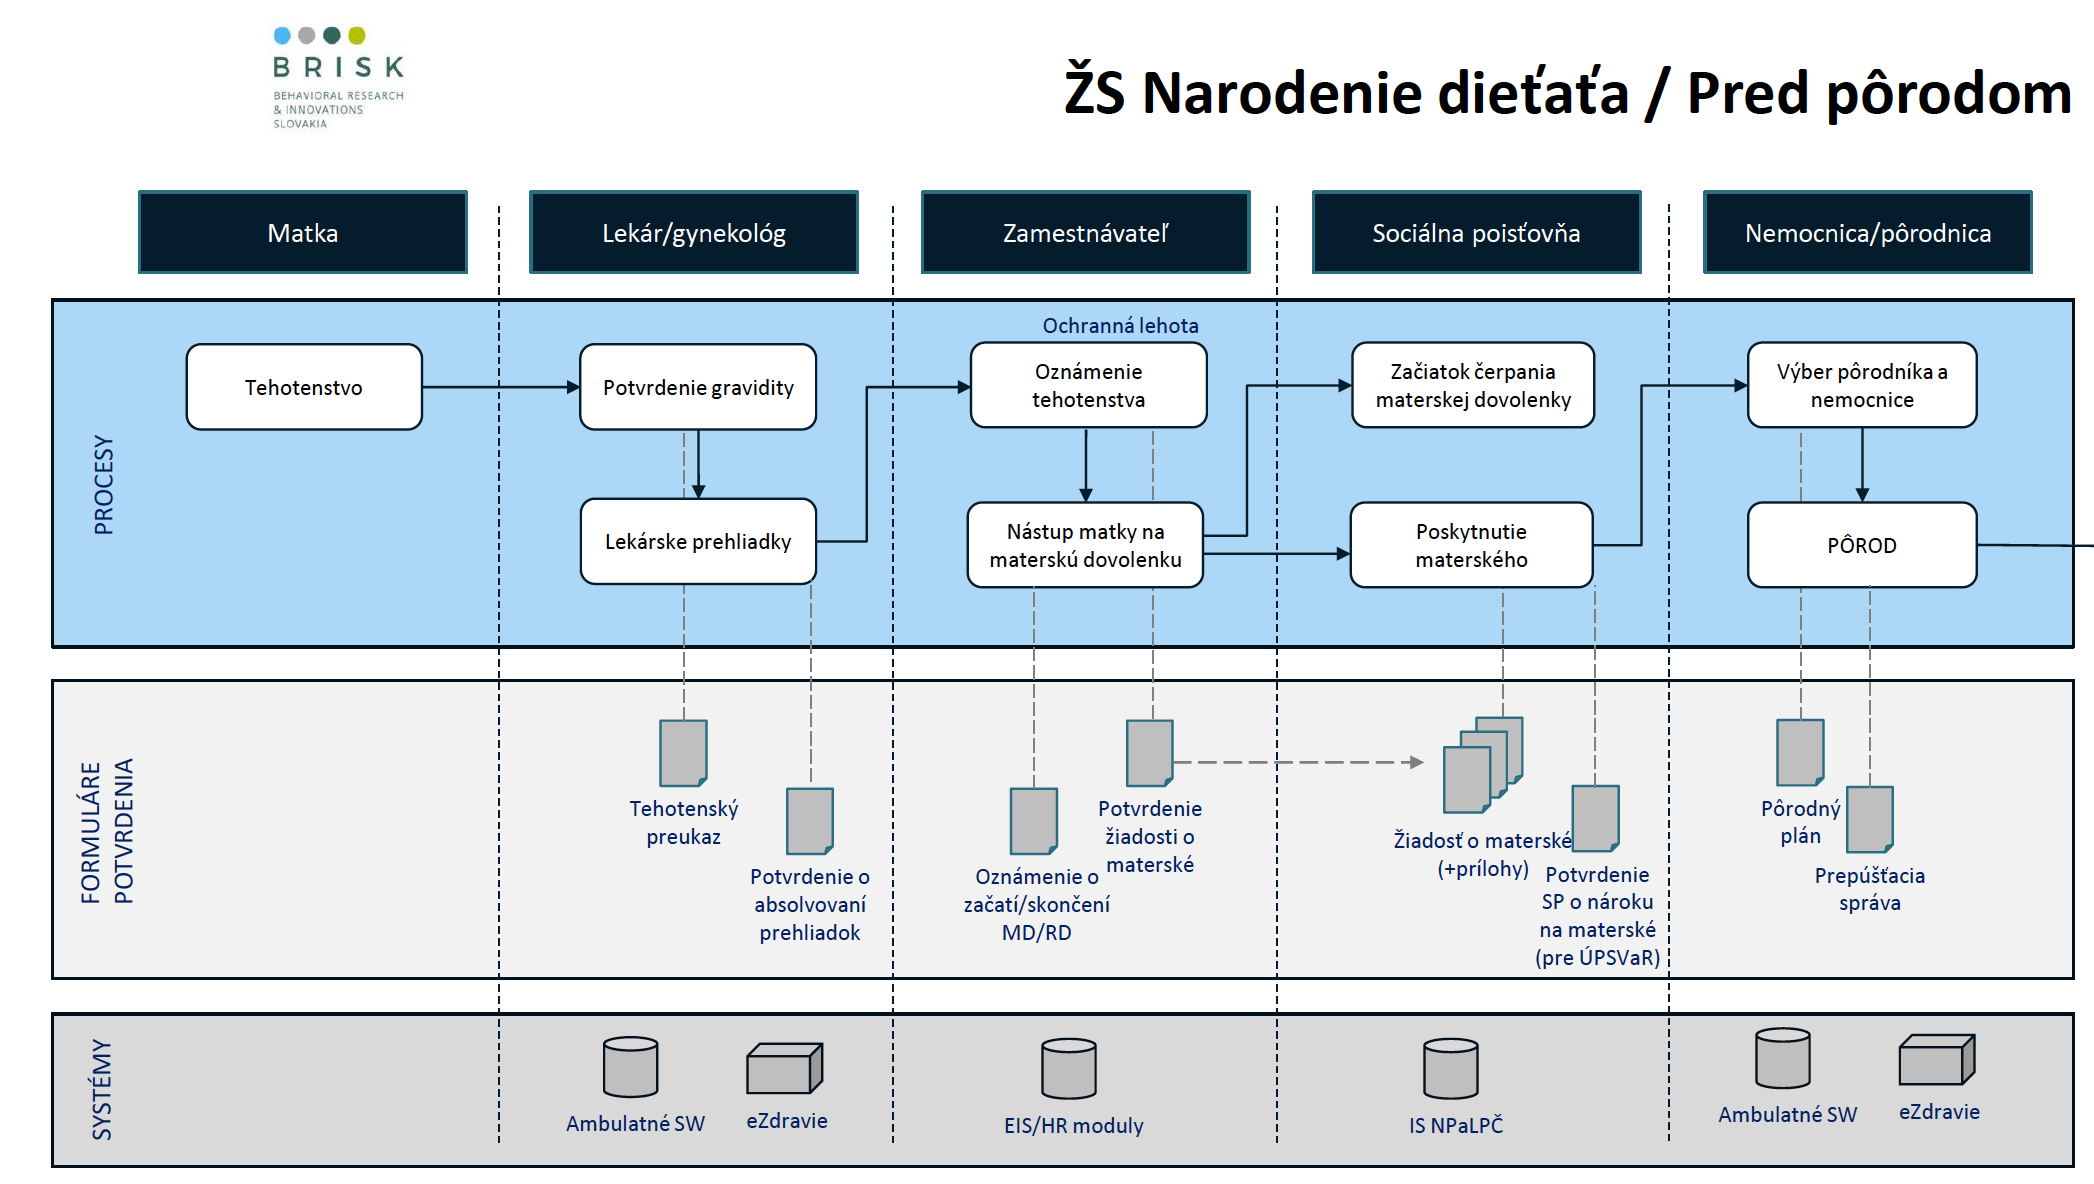 BRISK
BEHAVIORAL RESEARCH
& INNOVATIONS
SLOVAKIA
ŽS Narodenie dieťaťa / Pred pôrodom
Matka
Lekár/gynekológ
Zamestnávateľ
Sociálna poisťovňa
Nemocnica/pôrodnica
PROCESY
Tehotenstvo
Potvrdenie gravidity
Lekárske prehliadky
Ochranná lehota
Oznámenie
tehotenstva
Nástup matky na
materskú dovolenku
Začiatok čerpania
materskej dovolenky
Poskytnutie
materského
Výber pôrodníka a
nemocnice
PÔROD
FORMULÁRE
POTVRDENIA
Tehotenský
preukaz
Potvrdenie o
absolvovaní
prehliadok
Oznámenie o
začatí/skončení
MD/RD
Potvrdenie
žiadosti o
materské
Žiadosť o materské
(+prílohy)
Potvrdenie
SP o nároku
na materské
(pre ÚPSVaR)
Pôrodný
plán
Prepúšťacia
správa
SYSTÉMY
Ambulatné SW
eZdravie
EIS/HR moduly
IS NPaLPČ
Ambulatné SW
eZdravie